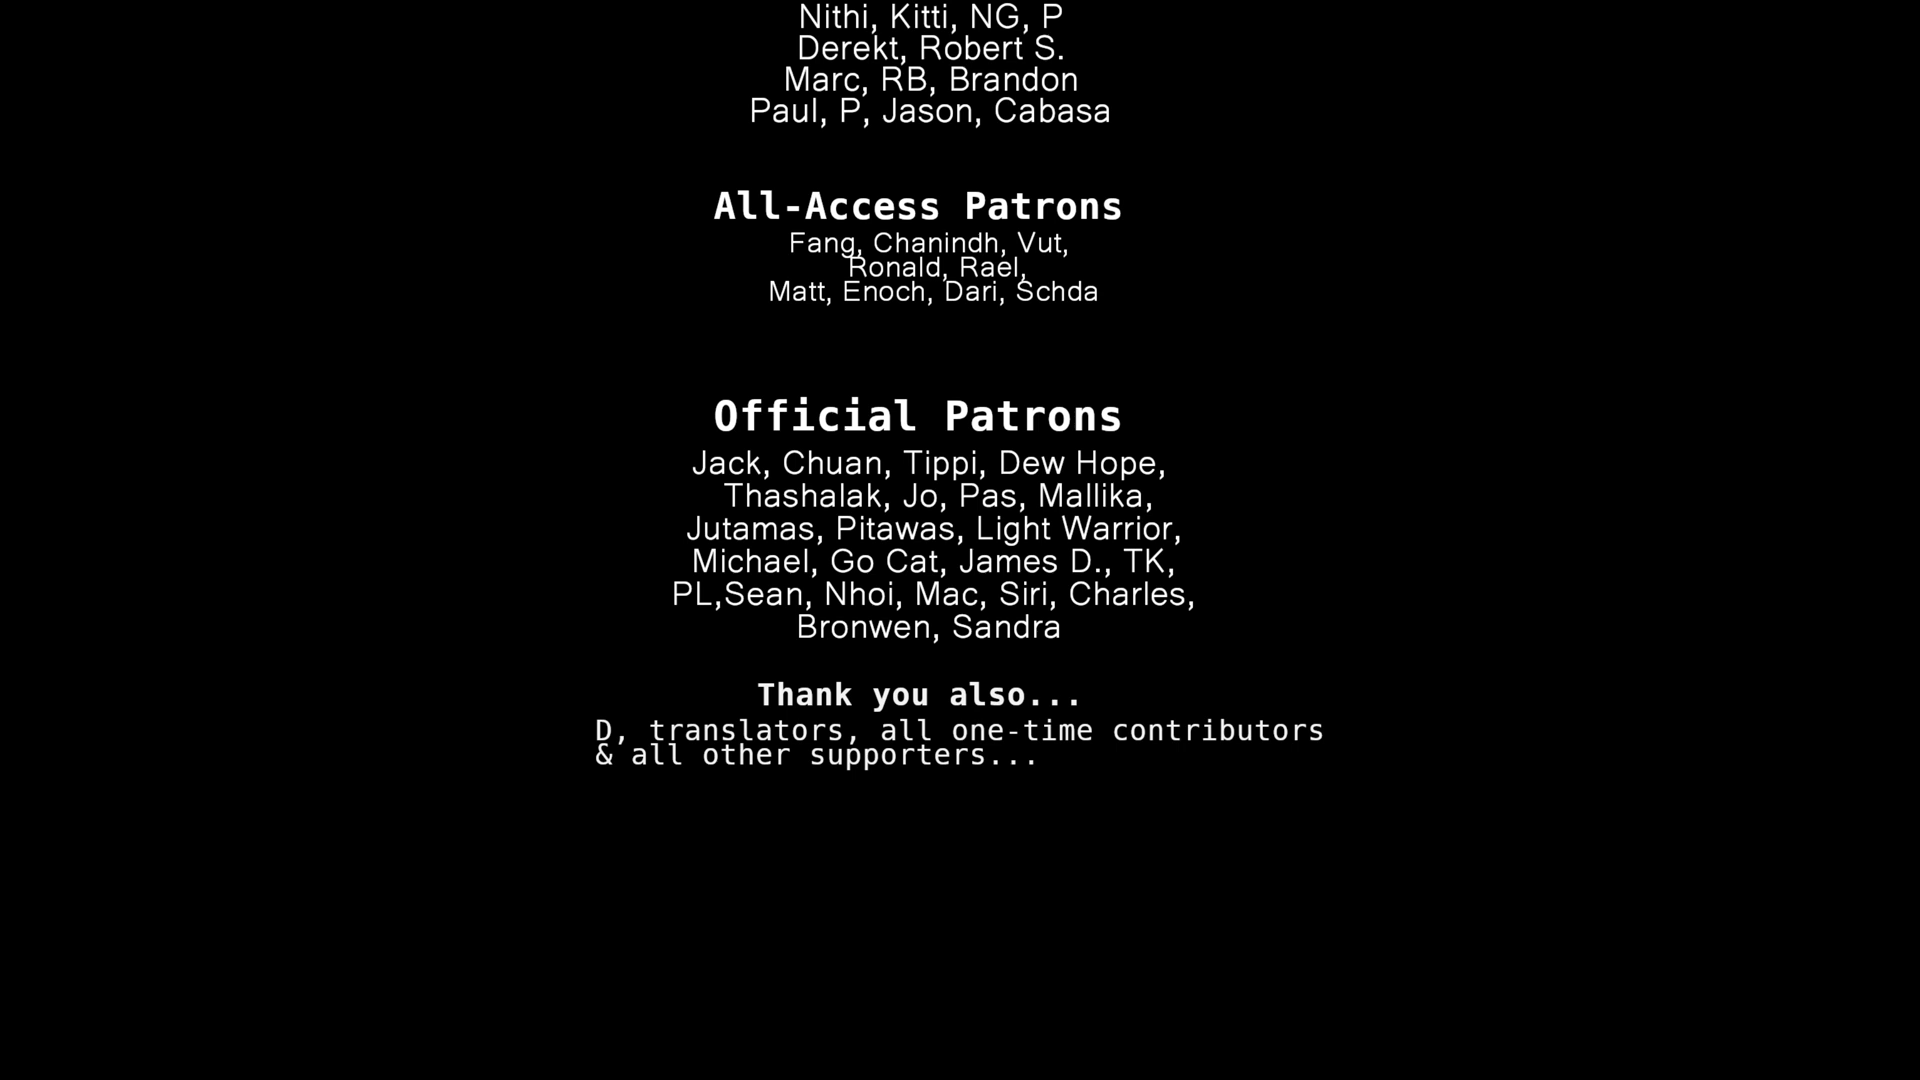 Nithi, Kitti, NG, P
Derekt, Robert S.
Marc, RB, Brandon
Paul, P, Jason, Cabasa
All-Access Patrons
Fang, Chanindh, Vut,
Ronald, Rael,
Matt, Enoch, Dari, Schda
Official Patrons
Jack, Chuan, Tippi, Dew Hope,
Thashalak, Jo, Pas, Mallika,
Jutamas, Pitawas, Light Warrior,
Michael, Go Cat, James D., TK,
PL,Sean, Nhoi, Mac, Siri, Charles,
Bronwen, Sandra
Thank you also...
D, translators, all one-time contributors
& all other supporters...